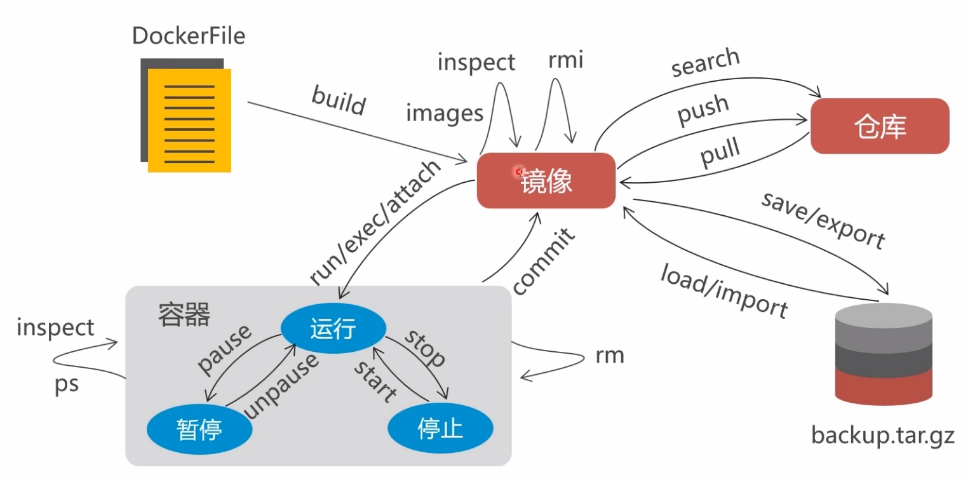 DockerFile
build
inspect
rmi
images
search
push
pull
仓库
镜像
save/export
load/import
backup.tar.gz
run/exec/attach
commit
容器
运行
pause
unpause
stop
start
暂停
停止
inspect
ps
rm